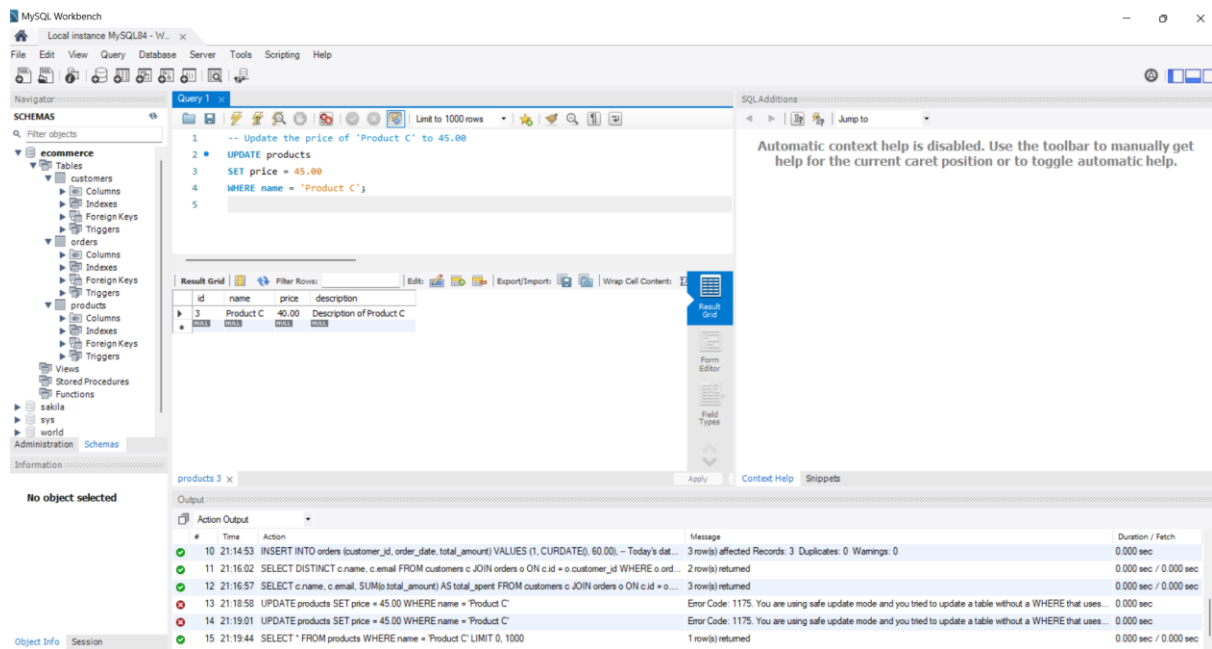 MySQL Workbench
Local instance MySQL84 - W...
File Edit View Query Database Server Tools Scripting Help
Navigator
SCHEMAS
Filter objects
ecommerce
Tables
customers
Columns
Indexes
Foreign Keys
Triggers
orders
Columns
Indexes
Foreign Keys
Triggers
products
Columns
Indexes
Foreign Keys
Triggers
Views
Stored Procedures
Functions
sakila
sys
world
Administration Schemas
Information
No object selected
Object Info Session
Query 1
Limit to 1000 rows
1 -- Update the price of 'Product C' to 45.00
2 UPDATE products
3 SET price = 45.00
4 WHERE name = 'Product C';
5
Result Grid Filter Rows: Edit: Export/Import: Wrap Cell Content:
id name price description
3 Product C 40.00 Description of Product C
NULL NULL NULL NULL
Result
Grid
Form
Editor
Field
Types
products 3
Apply
SQLAdditions
Jump to
Automatic context help is disabled. Use the toolbar to manually get
help for the current caret position or to toggle automatic help.
Context Help Snippets
Output
Action Output
# Time Action Message Duration / Fetch
10 21:14:53 INSERT INTO orders (customer_id, order_date, total_amount) VALUES (1, CURDATE(), 60.00), -- Today's dat... 3 row(s) affected Records: 3 Duplicates: 0 Warnings: 0 0.000 sec
11 21:16:02 SELECT DISTINCT c.name, c.email FROM customers c JOIN orders o ON c.id = o.customer_id WHERE o.ord... 2 row(s) returned 0.000 sec / 0.000 sec
12 21:16:57 SELECT c.name, c.email, SUM(o.total_amount) AS total_spent FROM customers c JOIN orders o ON c.id = o.... 3 row(s) returned 0.000 sec / 0.000 sec
13 21:18:58 UPDATE products SET price = 45.00 WHERE name = 'Product C' Error Code: 1175. You are using safe update mode and you tried to update a table without a WHERE that uses... 0.000 sec
14 21:19:01 UPDATE products SET price = 45.00 WHERE name = 'Product C' Error Code: 1175. You are using safe update mode and you tried to update a table without a WHERE that uses... 0.000 sec
15 21:19:44 SELECT * FROM products WHERE name = 'Product C' LIMIT 0, 1000 1 row(s) returned 0.000 sec / 0.000 sec